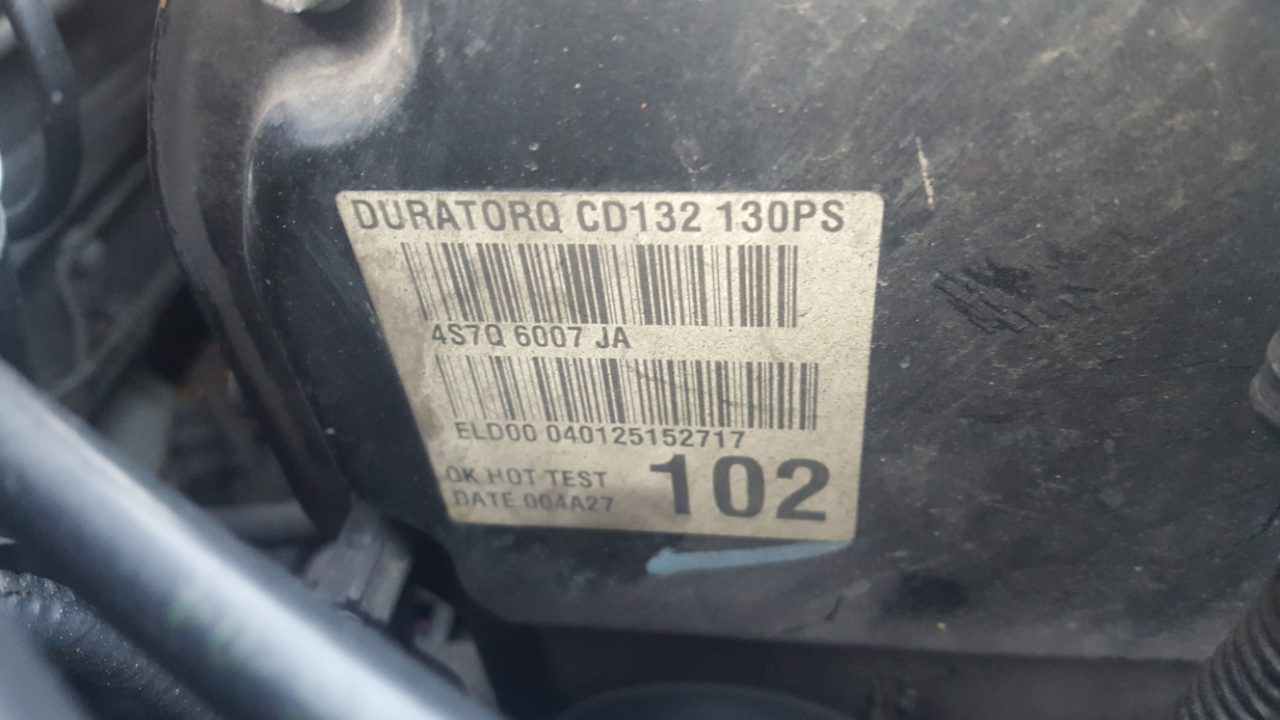 DURATORQ CD132 130PS
4S7Q 6007 JA
ELD00 040125152717
OK HOT TEST
DATE 004A27
102